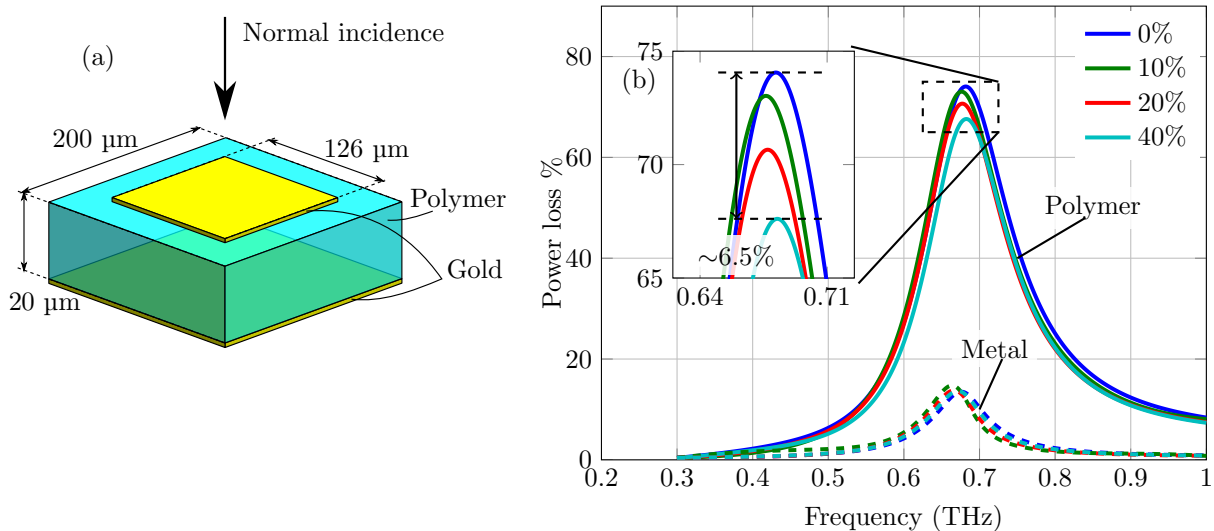 Normal incidence
(a)
200 µm
126 µm
Polymer
Gold
20 µm
Power loss %
80
60
40
20
0
0.2
0.3
0.4
0.5
0.6
0.7
0.8
0.9
1
Frequency (THz)
(b)
75
70
65
0.64
0.71
~6.5%
0%
10%
20%
40%
Polymer
Metal